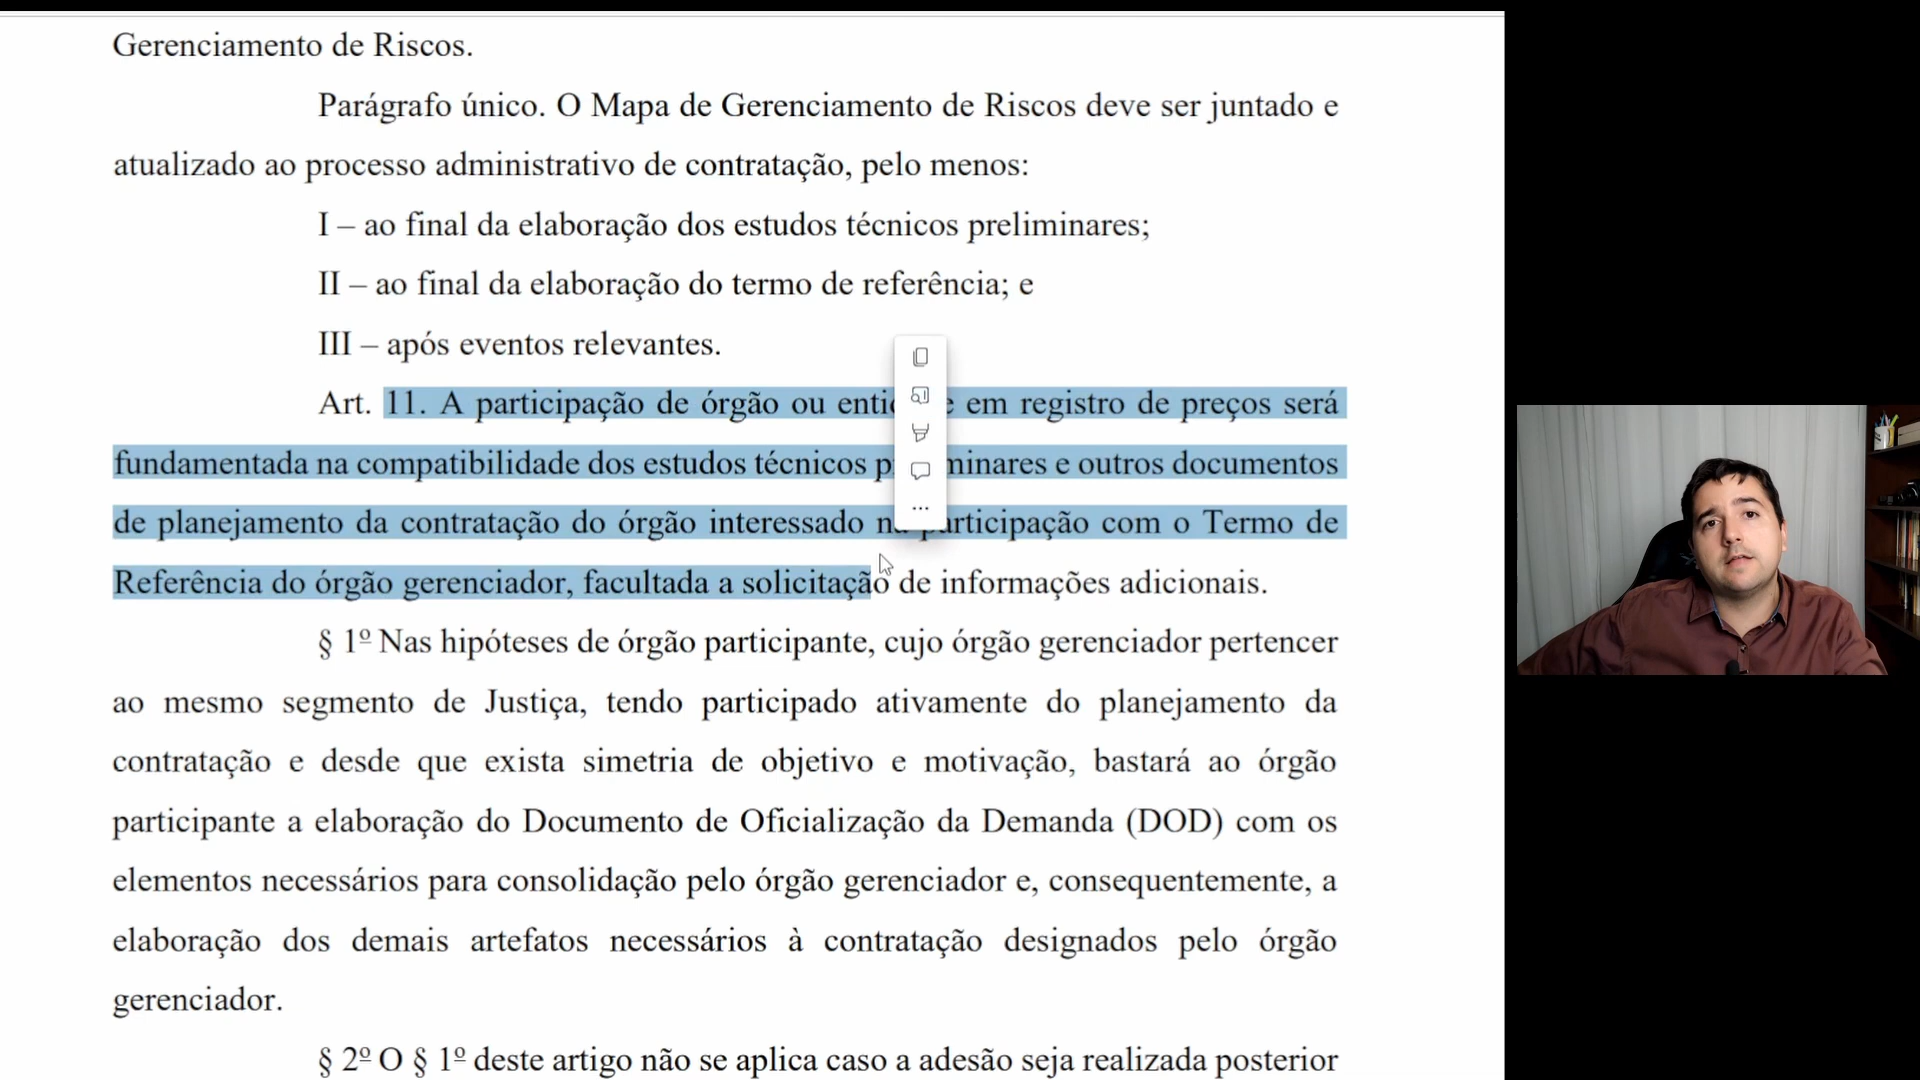 Gerenciamento de Riscos.
Parágrafo único. O Mapa de Gerenciamento de Riscos deve ser juntado e
atualizado ao processo administrativo de contratação, pelo menos:
I – ao final da elaboração dos estudos técnicos preliminares;
II – ao final da elaboração do termo de referência; e
III – após eventos relevantes.
Art. 11. A participação de órgão ou em registro de preços será
fundamentada na compatibilidade dos estudos técnicos e outros documentos
de planejamento da contratação do órgão interessado participação com o Termo de
Referência do órgão gerenciador, facultada a solicitação de informações adicionais.
§ 1º Nas hipóteses de órgão participante, cujo órgão gerenciador pertencer
ao mesmo segmento de Justiça, tendo participado ativamente do planejamento da
contratação e desde que exista simetria de objetivo e motivação, bastará ao órgão
participante a elaboração do Documento de Oficialização da Demanda (DOD) com os
elementos necessários para consolidação pelo órgão gerenciador e, consequentemente, a
elaboração dos demais artefatos necessários à contratação designados pelo órgão
gerenciador.
§ 2º O § 1º deste artigo não se aplica caso a adesão seja realizada posterior